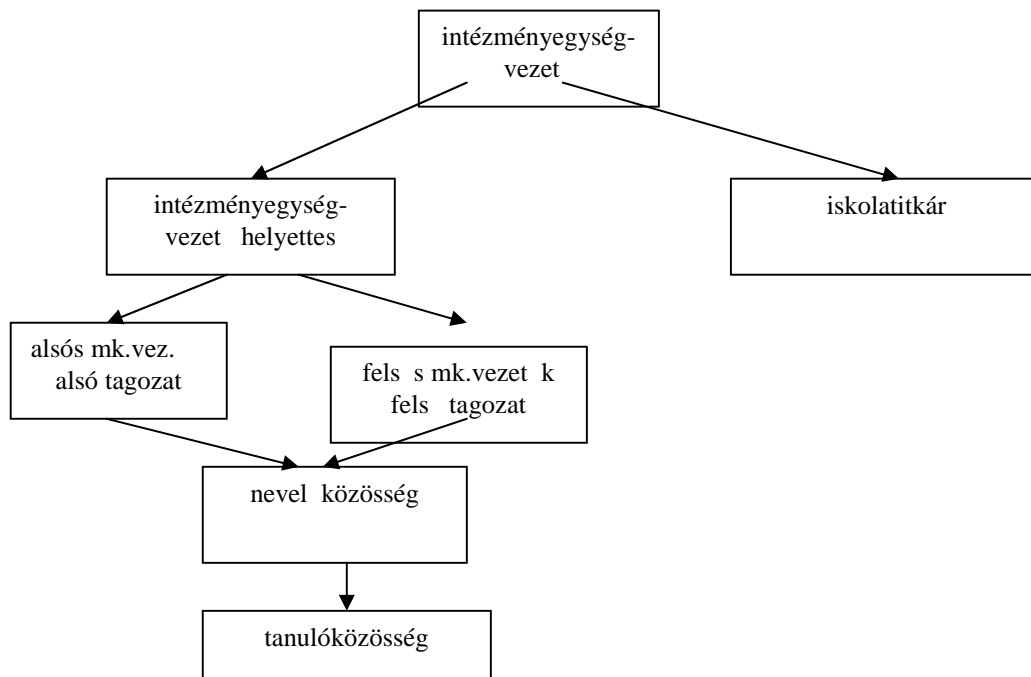 intézményegység-
vezet
intézményegység-
vezet helyettes
iskolatitkár
alsós mk.vez.
alsó tagozat
fels s mk.vezet k
fels tagozat
nevel közösség
tanulóközösség